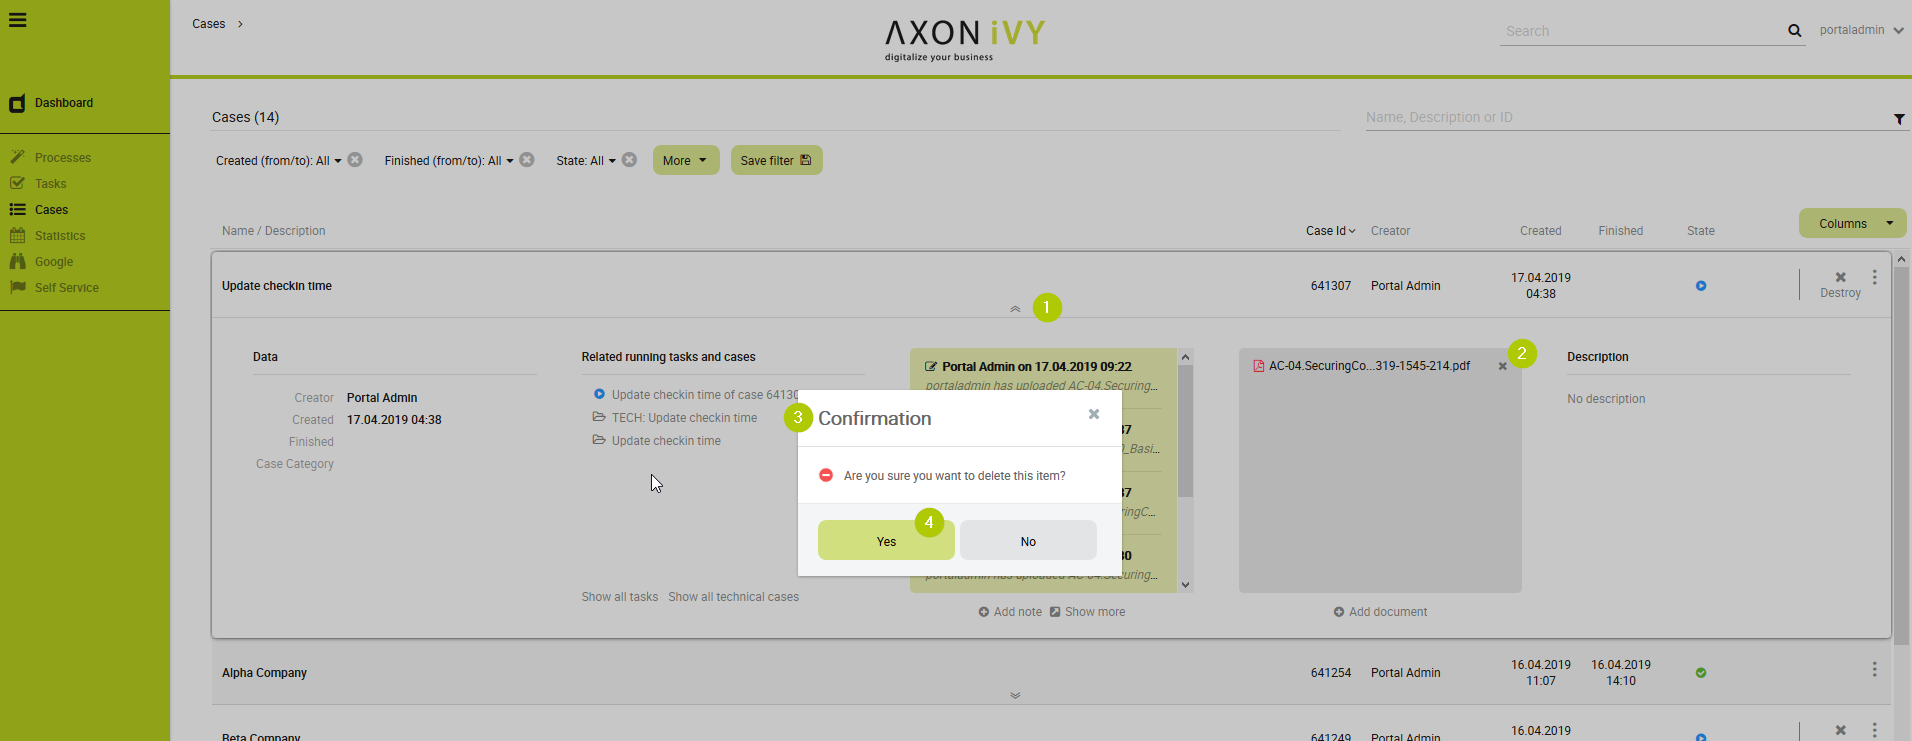 Cases
AXON iVY
digitalize your business
Search
portaladmin
Dashboard
Processes
Tasks
Cases
Statistics
Google
Self Service
Cases (14)
Name, Description or ID
Created (from/to): All
Finished (from/to): All
State: All
More
Save filter
Name / Description
Case Id
Creator
Created
Finished
State
Columns
Update checkin time
641307
Portal Admin
17.04.2019
04:38
Destroy
1
Data
Creator Portal Admin
Created 17.04.2019 04:38
Finished
Case Category
Related running tasks and cases
Update checkin time of case 64130
TECH: Update checkin time
Update checkin time
Show all tasks Show all technical cases
Portal Admin on 17.04.2019 09:22
portaladmin has uploaded AC-04.Securing...
37
0_Basi...
37
ringC...
30
portaladmin has uploaded AC-04.Securing...
Add note Show more
AC-04.SecuringCo...319-1545-214.pdf
2
Add document
Description
No description
3
Confirmation
Are you sure you want to delete this item?
4
Yes
No
Alpha Company
641254
Portal Admin
16.04.2019
11:07
16.04.2019
14:10
Beta Company
641249
Portal Admin
16.04.2019